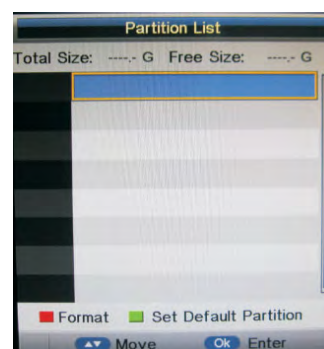 Partition List
Total Size: ----.- G Free Size: ----.- G
Format Set Default Partition
Move Ok Enter